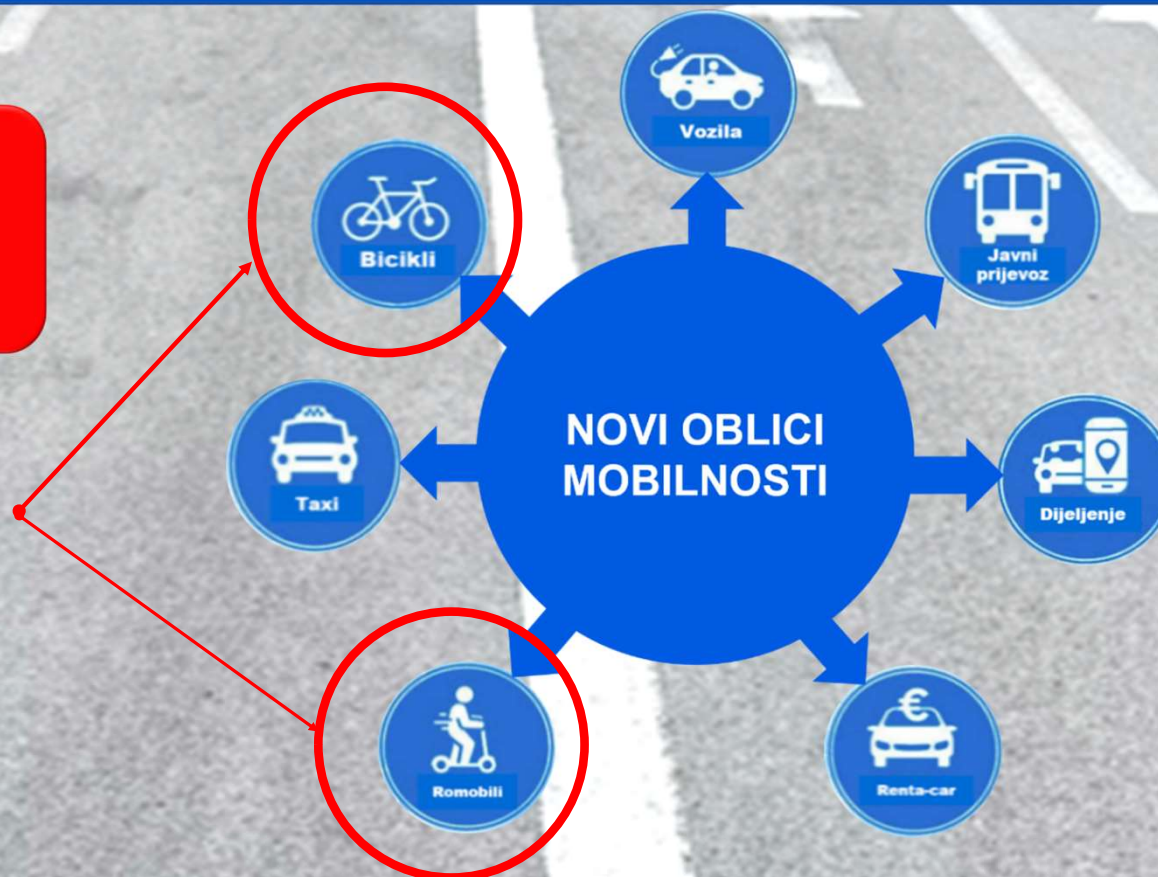 Vozila
Bicikli
Javni
prijevoz
NOVI OBLICI
MOBILNOSTI
Taxi
Dijeljenje
Romobili
Renta-car